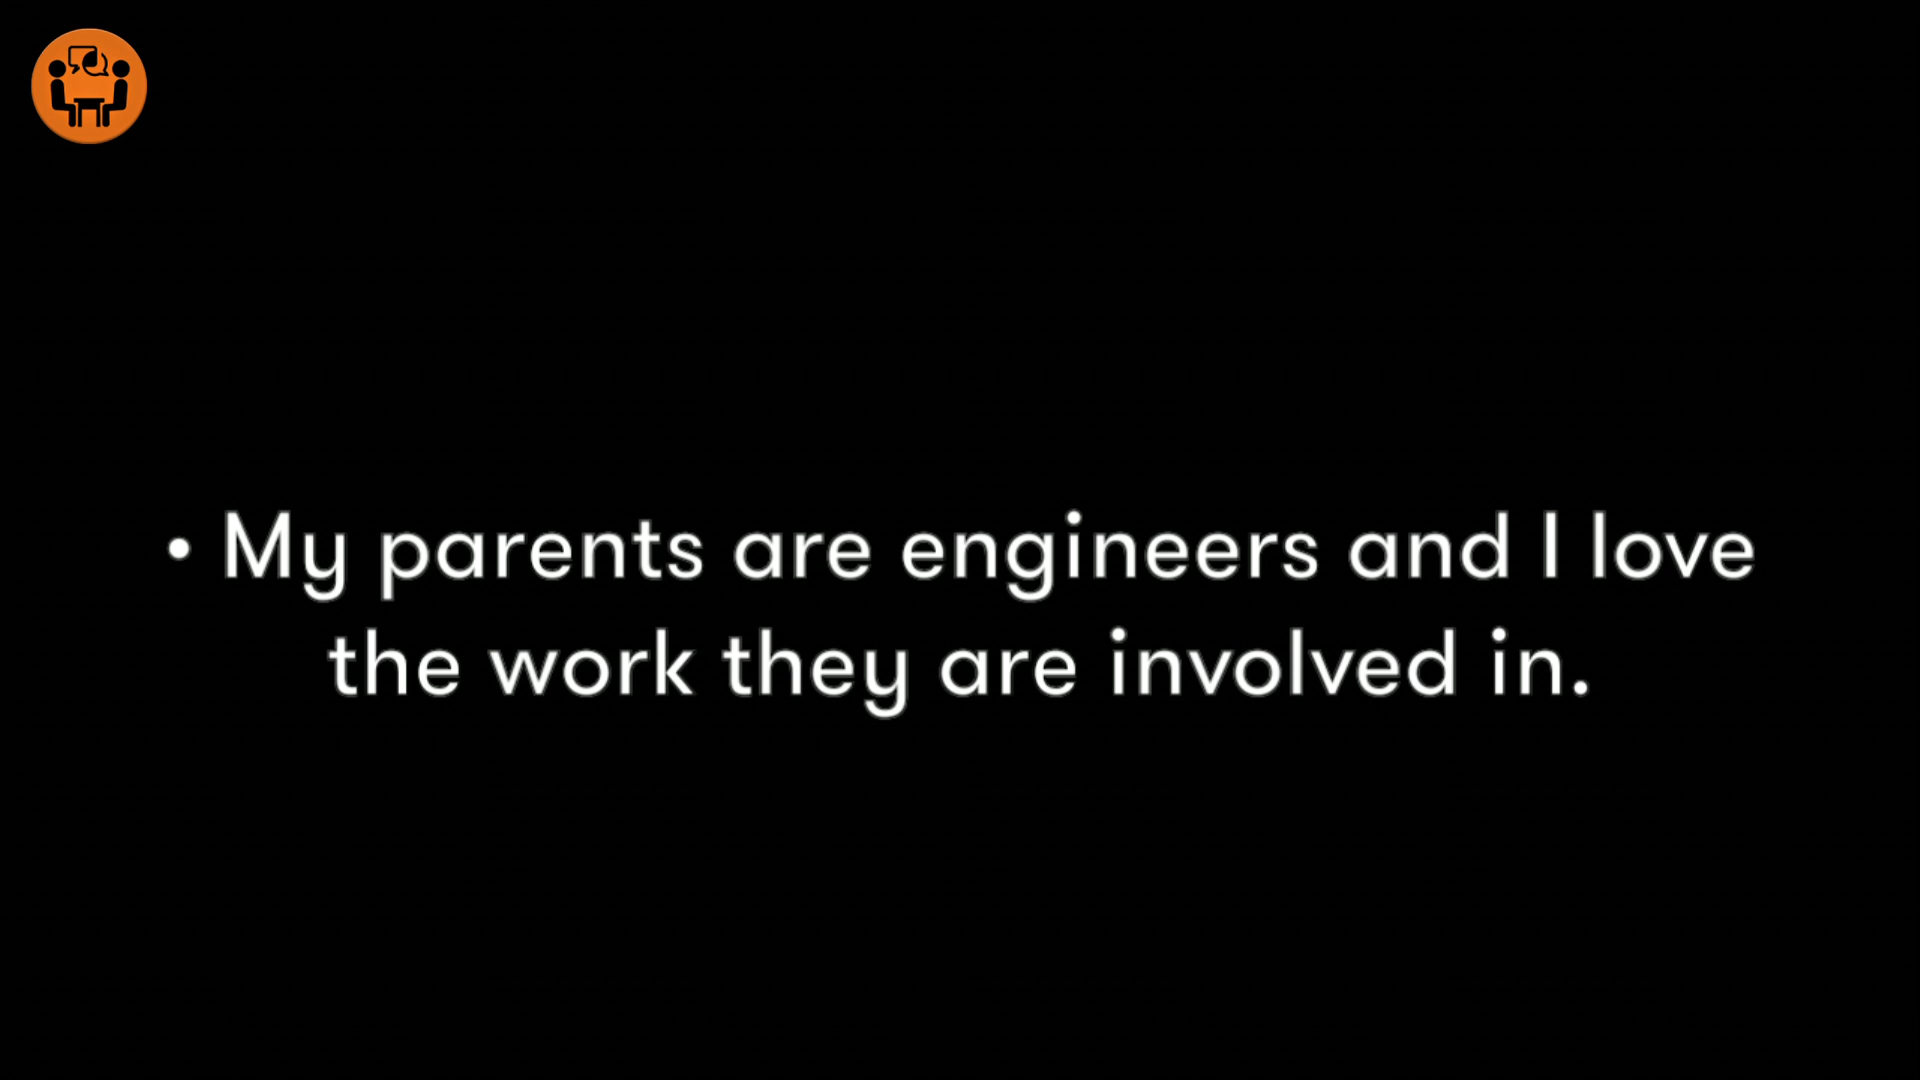 • My parents are engineers and I love
the work they are involved in.